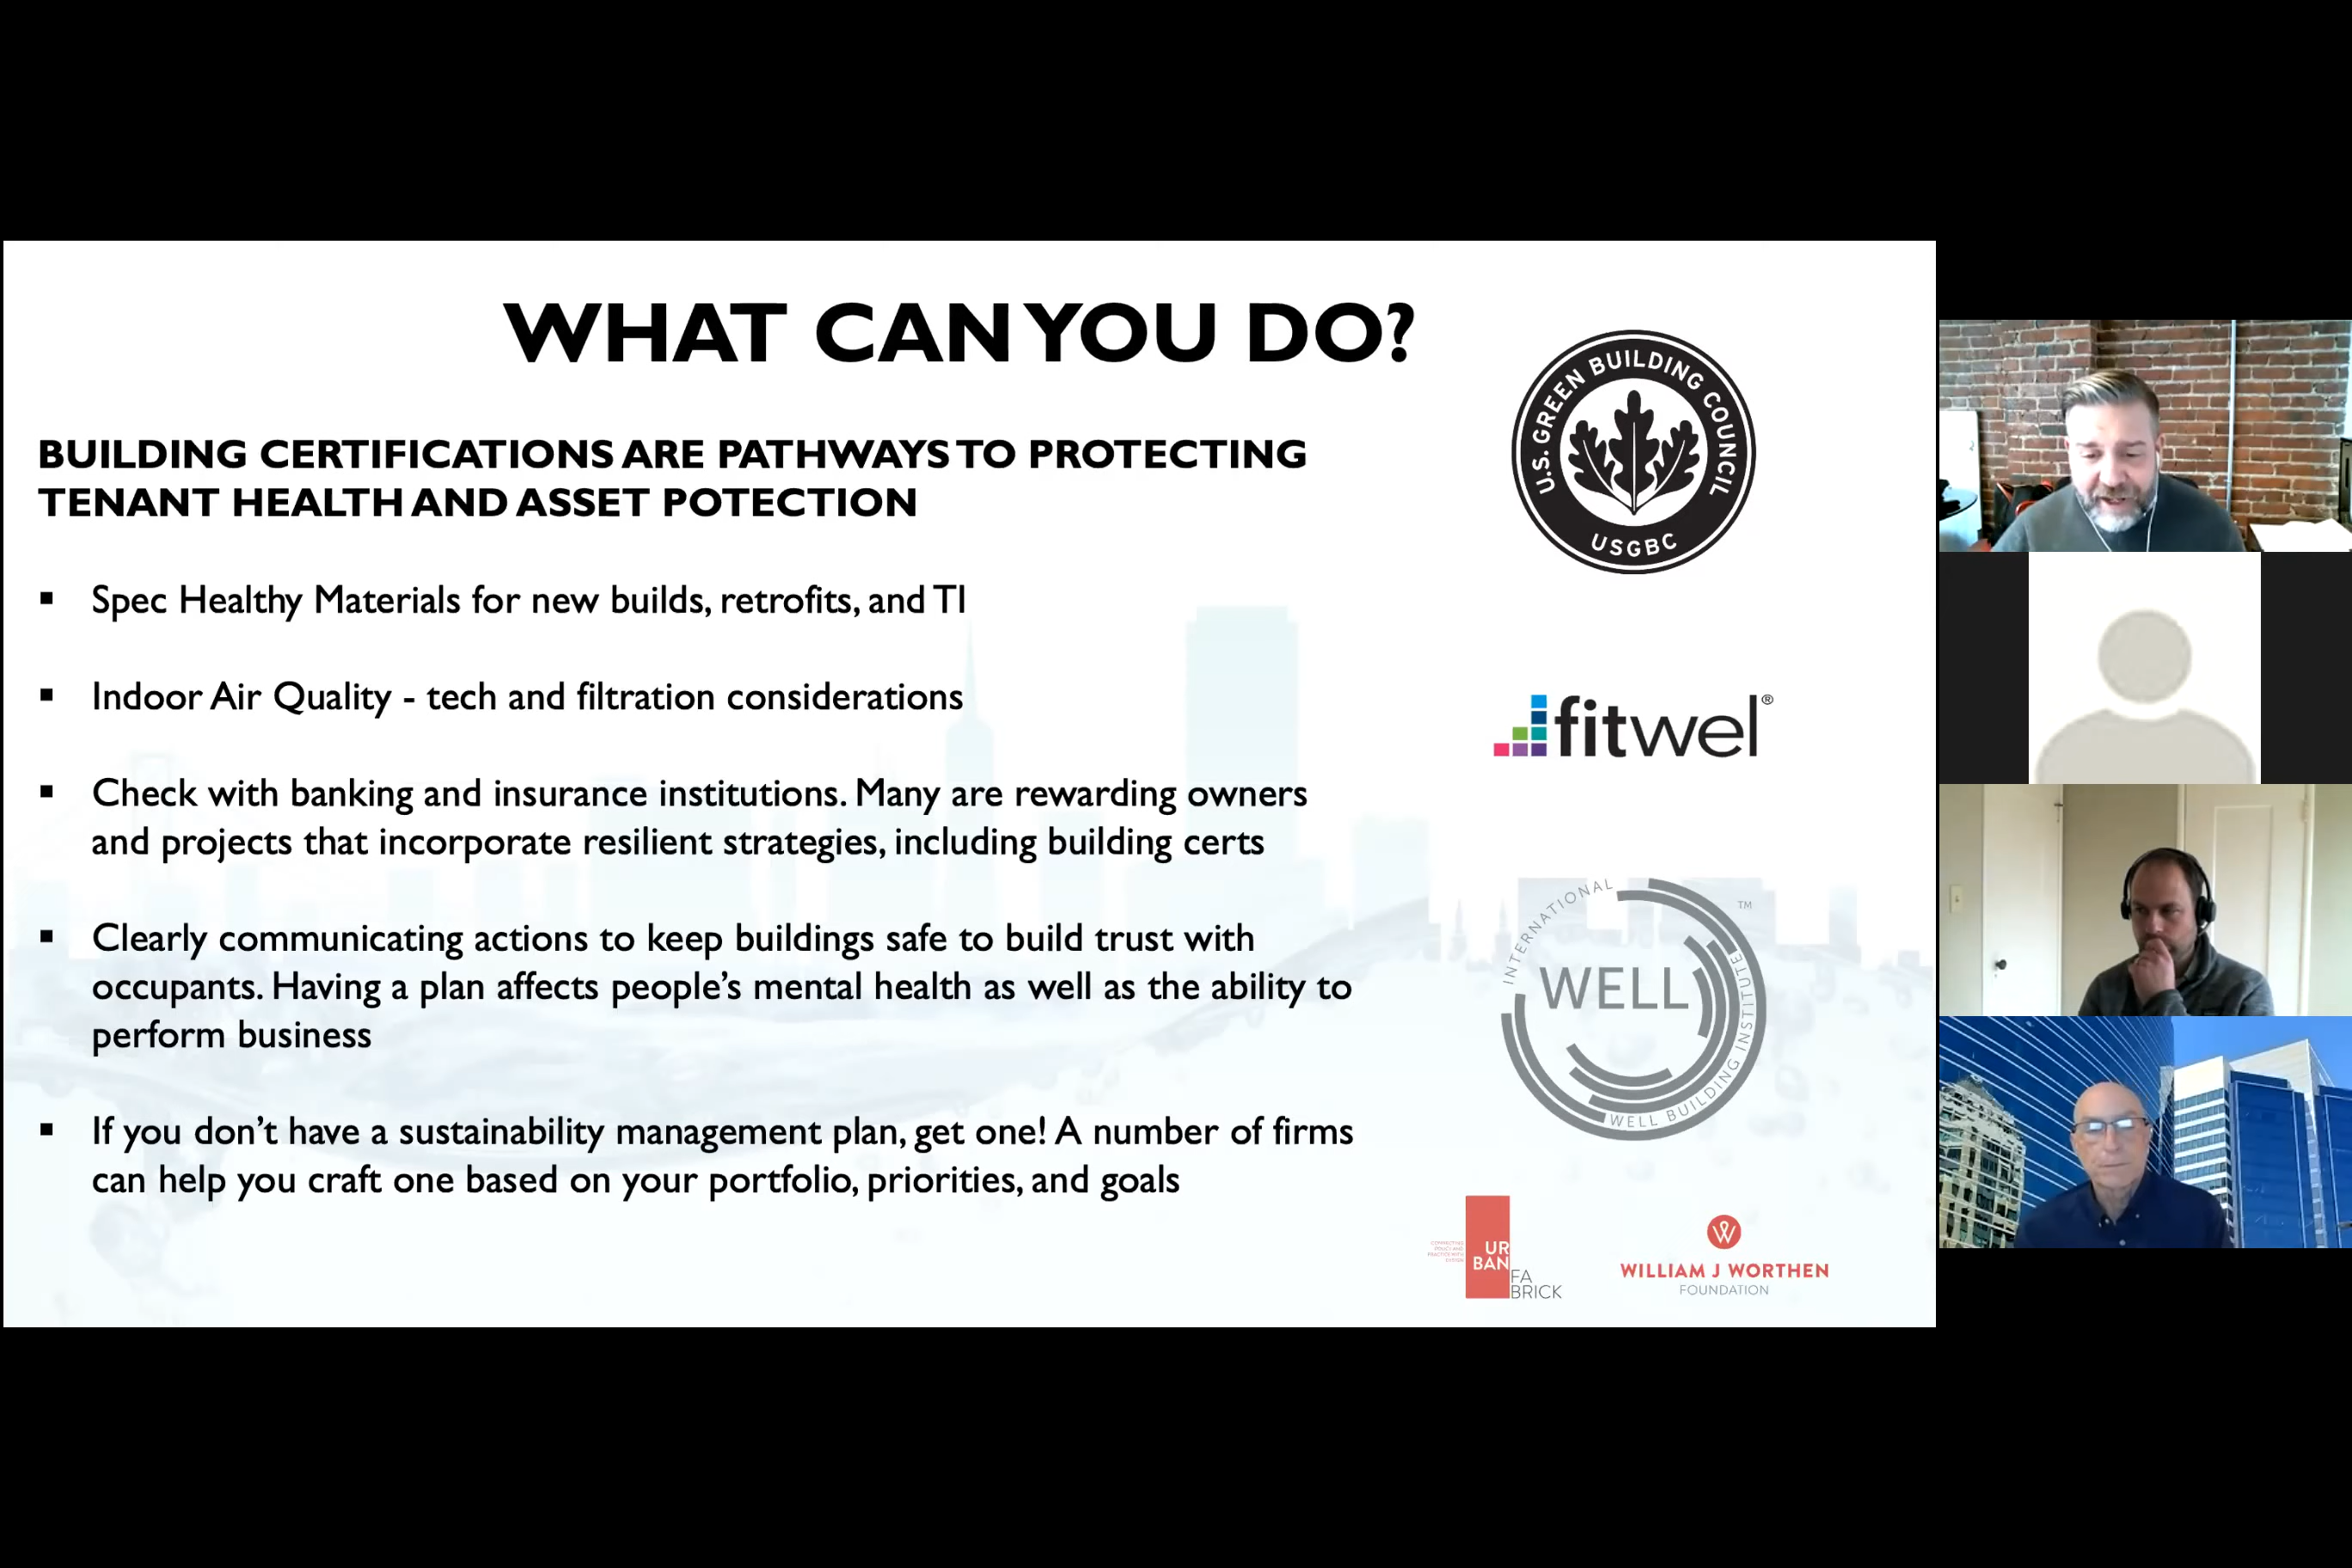 WHAT CAN YOU DO?
BUILDING CERTIFICATIONS ARE PATHWAYS TO PROTECTING
TENANT HEALTH AND ASSET POTECTION
▪ Spec Healthy Materials for new builds, retrofits, and TI
▪ Indoor Air Quality - tech and filtration considerations
▪ Check with banking and insurance institutions. Many are rewarding owners
and projects that incorporate resilient strategies, including building certs
▪ Clearly communicating actions to keep buildings safe to build trust with
occupants. Having a plan affects people’s mental health as well as the ability to
perform business
▪ If you don’t have a sustainability management plan, get one! A number of firms
can help you craft one based on your portfolio, priorities, and goals
U.S. GREEN BUILDING COUNCIL
USGBC
fitwel®
INTERNATIONAL
TM
WELL
WELL BUILDING INSTITUTE
UR
BAN
FA
BRICK
W
WILLIAM J WORTHEN
FOUNDATION